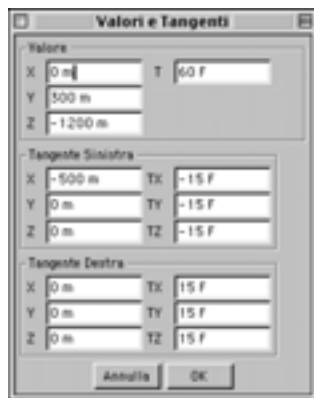 Valori e Tangenti
Valore
X 0 m T 60 F
Y 300 m
Z -1200 m
Tangente Sinistra
X -500 m TX -15 F
Y 0 m TY -15 F
Z 0 m TZ -15 F
Tangente Destra
X 0 m TX 15 F
Y 0 m TY 15 F
Z 0 m TZ 15 F
Annulla OK